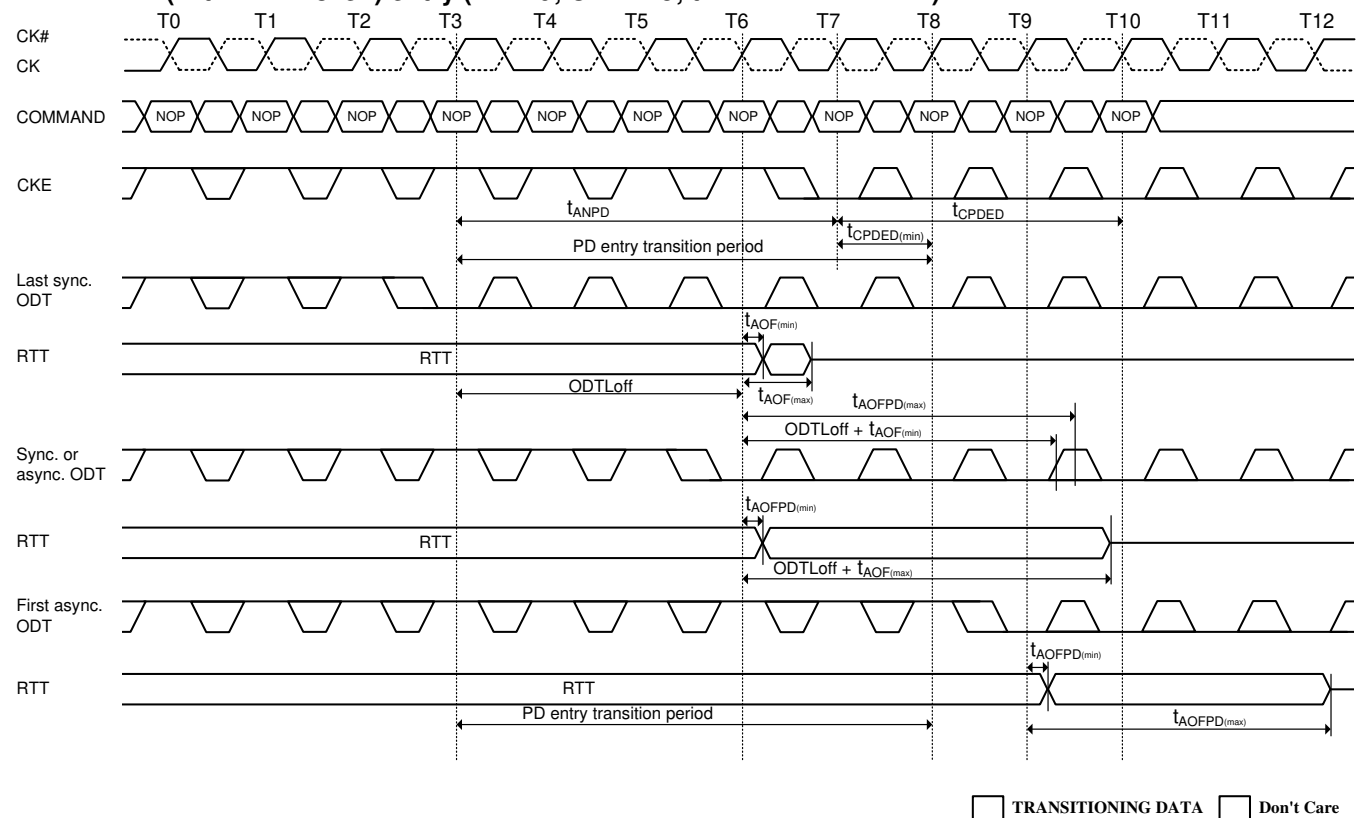 T0 T1 T2 T3 T4 T5 T6 T7 T8 T9 T10 T11 T12
CK#
CK
COMMAND NOP NOP NOP NOP NOP NOP NOP NOP NOP NOP NOP
CKE
tANPD tCPDED
tCPDED(min)
PD entry transition period
Last sync.
ODT
tAOF(min)
RTT RTT
ODTLoff tAOF(max)
tAOFPD(max)
ODTLoff + tAOF(min)
Sync. or
async. ODT
tAOFPD(min)
RTT RTT
ODTLoff + tAOF(max)
First async.
ODT
tAOFPD(min)
RTT RTT
PD entry transition period tAOFPD(max)
TRANSITIONING DATA Don't Care